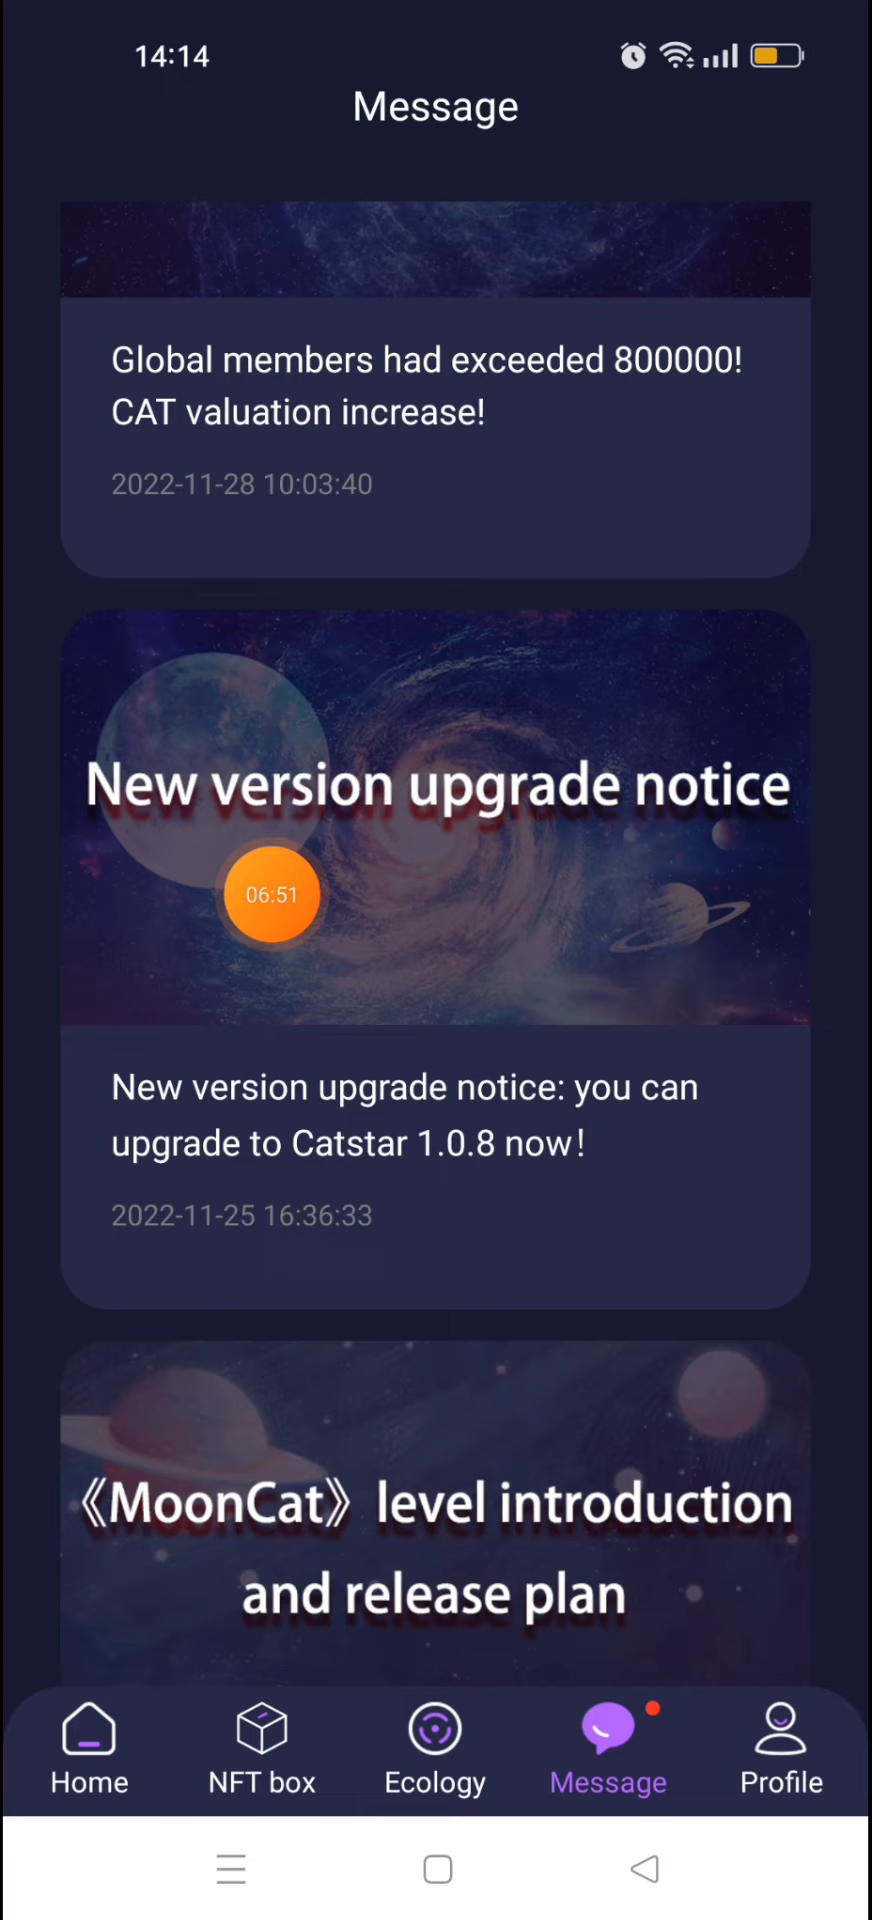 14:14
Message
Global members had exceeded 800000!
CAT valuation increase!
2022-11-28 10:03:40
New version upgrade notice
06:51
New version upgrade notice: you can
upgrade to Catstar 1.0.8 now!
2022-11-25 16:36:33
《MoonCat》 level introduction
and release plan
Home
NFT box
Ecology
Message
Profile